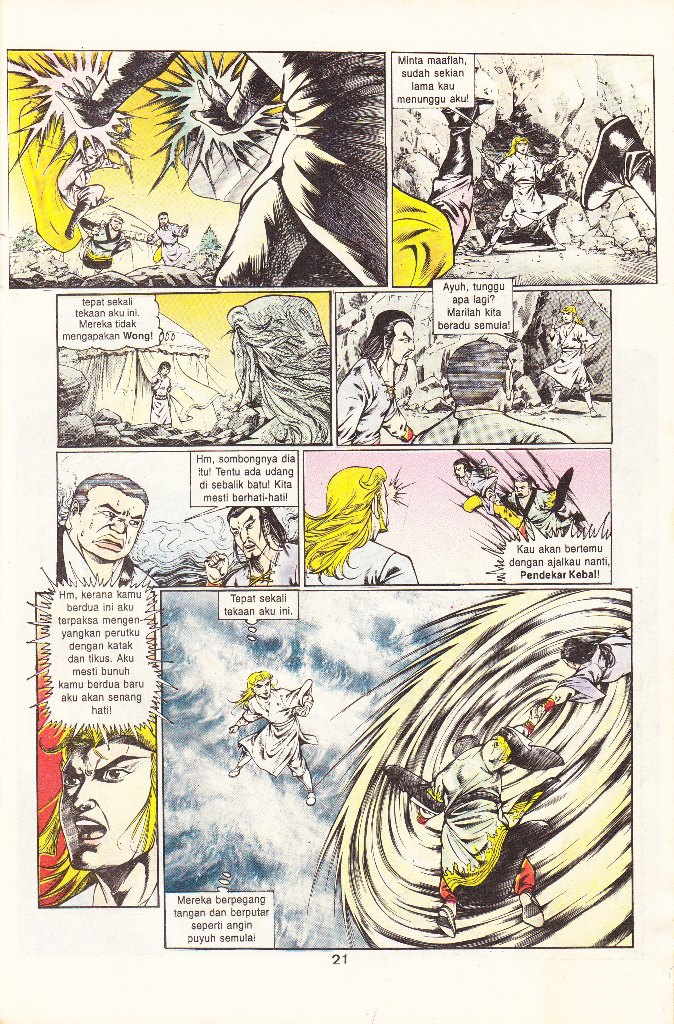 Minta maaflah,
sudah sekian
lama kau
menunggu aku!
tepat sekali
tekaan aku ini.
Mereka tidak
mengapakan Wong!
Ayuh, tunggu
apa lagi?
Marilah kita
beradu semula!
Hm, sombongnya dia
itu! Tentu ada udang
di sebalik batu! Kita
mesti berhati-hati!
Kau akan bertemu
dengan ajalkau nanti,
Pendekar Kebal!
Hm, kerana kamu
berdua ini aku
terpaksa mengen-
yangkan perutku
dengan katak
dan tikus. Aku
mesti bunuh
kamu berdua baru
aku akan senang
hati!
Tepat sekali
tekaan aku ini.
Mereka berpegang
tangan dan berputar
seperti angin
puyuh semula!
21